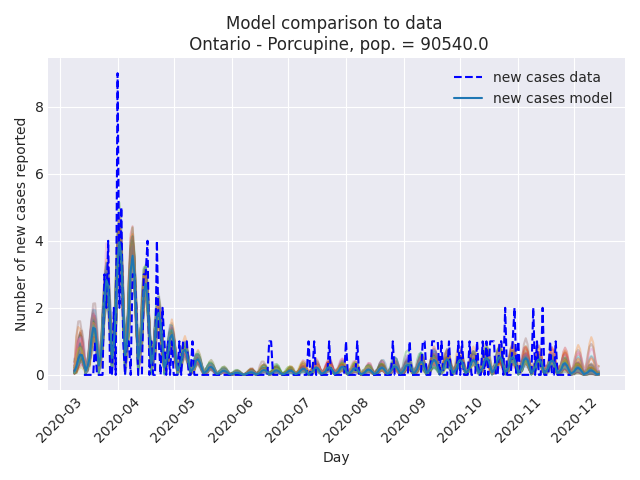 Model comparison to data
Ontario - Porcupine, pop. = 90540.0
new cases data
new cases model
Number of new cases reported
8
6
4
2
0
2020-03
2020-04
2020-05
2020-06
2020-07
2020-08
2020-09
2020-10
2020-11
2020-12
Day